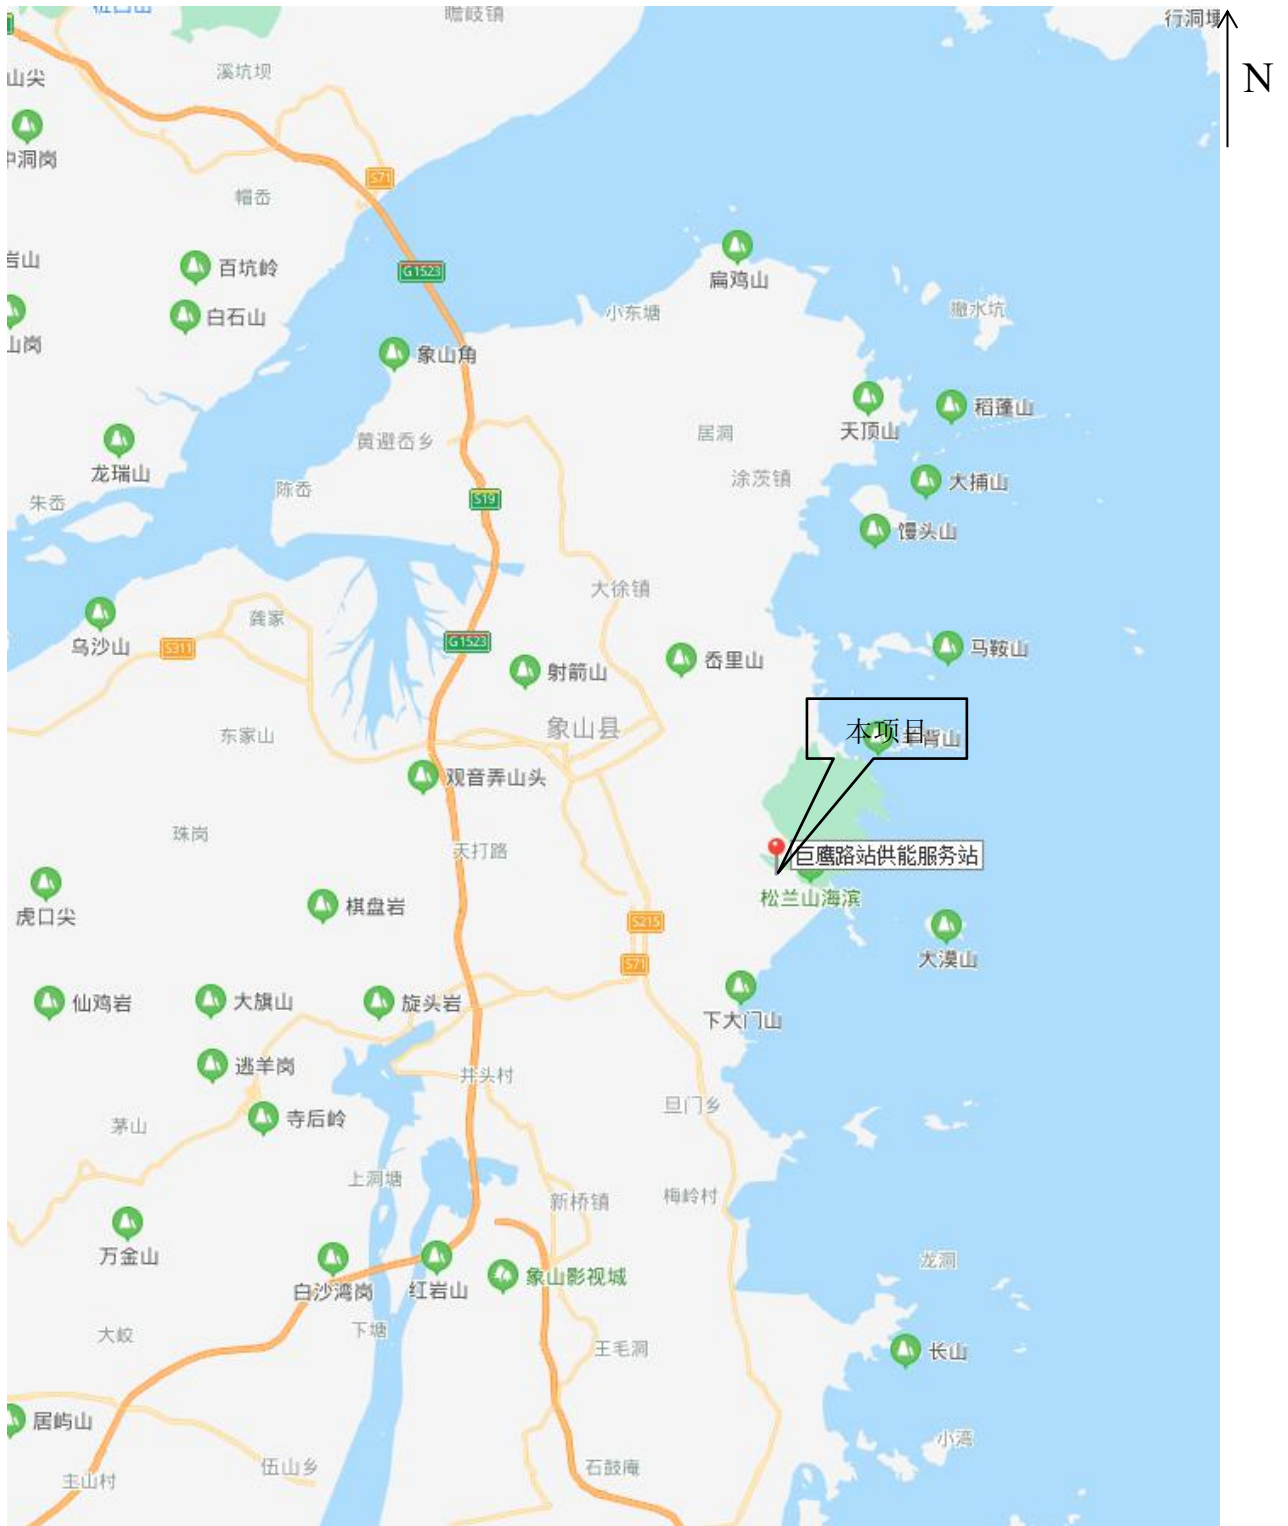 瞻岐镇
行洞
N
溪坑坝
山尖
洞岗
S71
帽岙
岩山
百坑岭
G1523
扁鸡山
白石山
小东塘
撤水坑
山岗
象山角
天顶山
稻蓬山
黄避岙乡
居洞
龙瑞山
涂茨镇
大捕山
陈岙
S19
朱岙
馒头山
大徐镇
龚家
乌沙山
S311
G1523
射箭山
岙里山
马鞍山
象山县
东家山
本项目
背山
观音弄山头
珠岗
天打路
巨鹰路站供能服务站
虎口尖
棋盘岩
松兰山海滨
S215
大漠山
S71
仙鸡岩
大旗山
旋头岩
下大门山
逃羊岗
井头村
旦门乡
茅山
寺后岭
上洞塘
新桥镇
梅岭村
万金山
龙洞
白沙湾岗
红岩山
象山影视城
大岭
下塘
王毛洞
长山
居屿山
小湾
主山村
伍山乡
石鼓庵